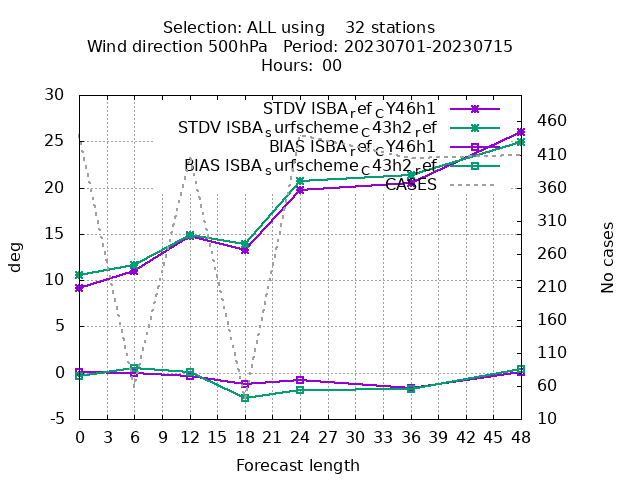 Selection: ALL using    32 stations
Wind direction 500hPa   Period: 20230701-20230715
Hours: 00
deg
30
25
20
15
10
5
0
-5
STDV ISBA_ref_CY46h1
STDV ISBA_surfscheme_C43h2_ref
BIAS ISBA_ref_CY46h1
BIAS ISBA_surfscheme_C43h2_ref
CASES
460
410
360
310
260
210
160
110
60
10
No cases
0 3 6 9 12 15 18 21 24 27 30 33 36 39 42 45 48
Forecast length